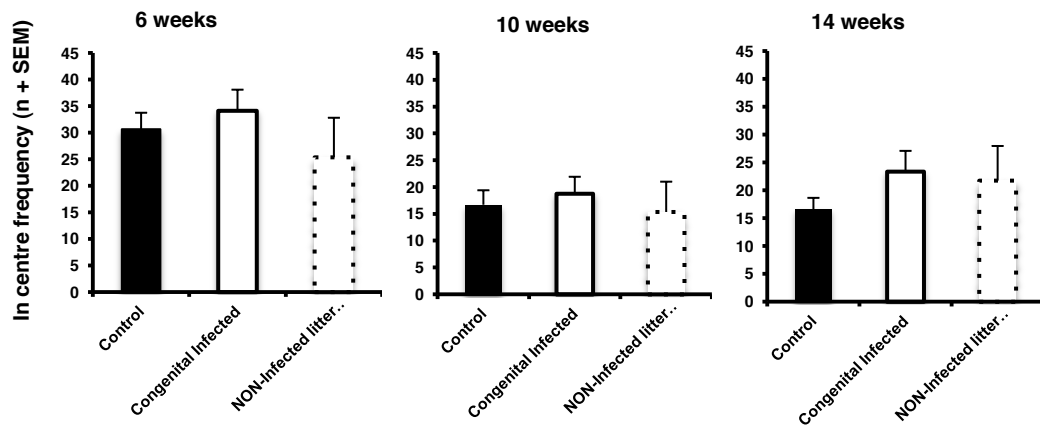 6 weeks
10 weeks
14 weeks
In centre frequency (n + SEM)
45
40
35
30
25
20
15
10
5
0
Control
Congenital Infected
NON-Infected litter..
45
40
35
30
25
20
15
10
5
0
Control
Congenital Infected
NON-Infected litter..
45
40
35
30
25
20
15
10
5
0
Control
Congenital Infected
NON-Infected litter..